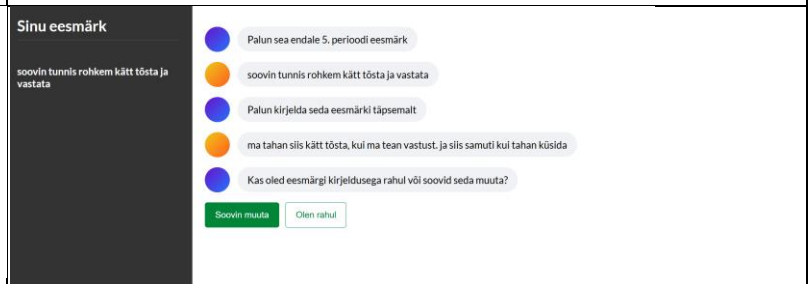 Sinu eesmärk
soovin tunnis rohkem kätt tõsta ja
vastata
Palun sea endale 5. perioodi eesmärk
soovin tunnis rohkem kätt tõsta ja vastata
Palun kirjelda seda eesmärki täpsemalt
ma tahan siis kätt tõsta, kui ma tean vastust. ja siis samuti kui tahan küsida
Kas oled eesmärgi kirjeldusega rahul või soovid seda muuta?
Soovin muuta
Olen rahul